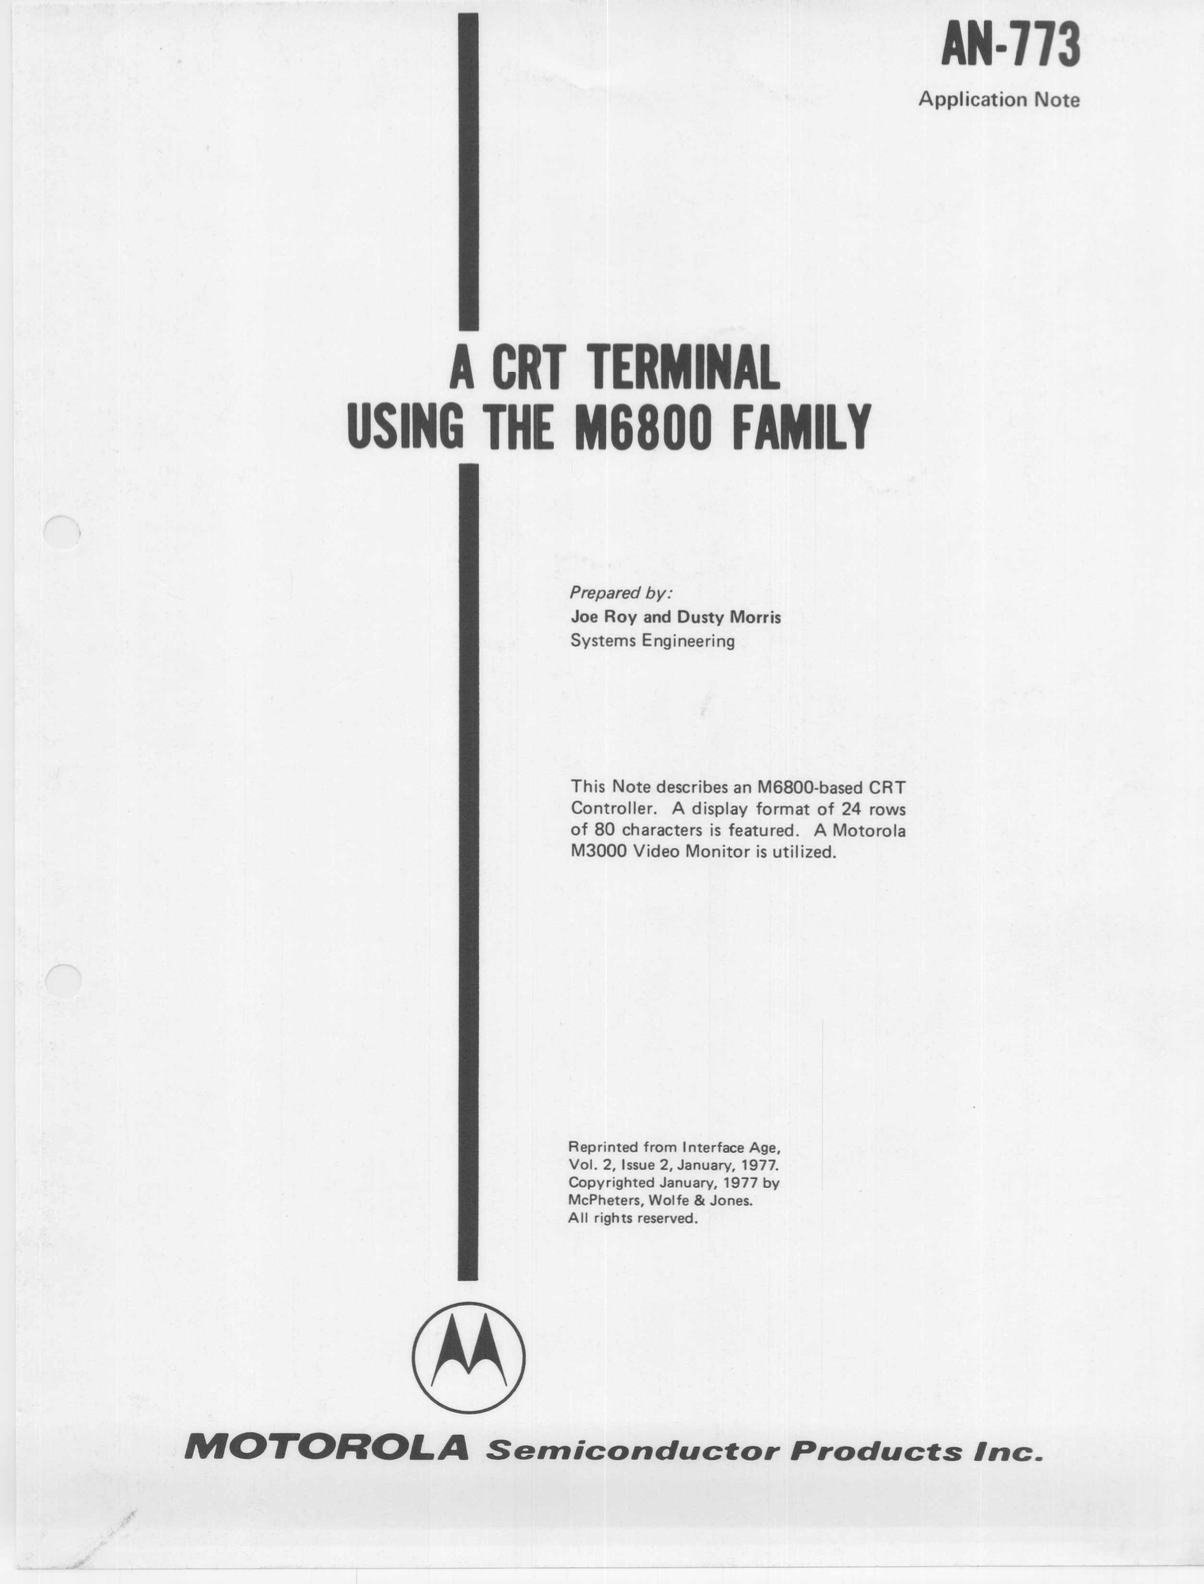 AN-773
Application Note
A CRT TERMINAL
USING THE M6800 FAMILY
Prepared by:
Joe Roy and Dusty Morris
Systems Engineering
This Note describes an M6800-based CRT
Controller. A display format of 24 rows
of 80 characters is featured. A Motorola
M3000 Video Monitor is utilized.
Reprinted from Interface Age,
Vol. 2, Issue 2, January, 1977.
Copyrighted January, 1977 by
McPheters, Wolfe & Jones.
All rights reserved.
MOTOROLA Semiconductor Products Inc.